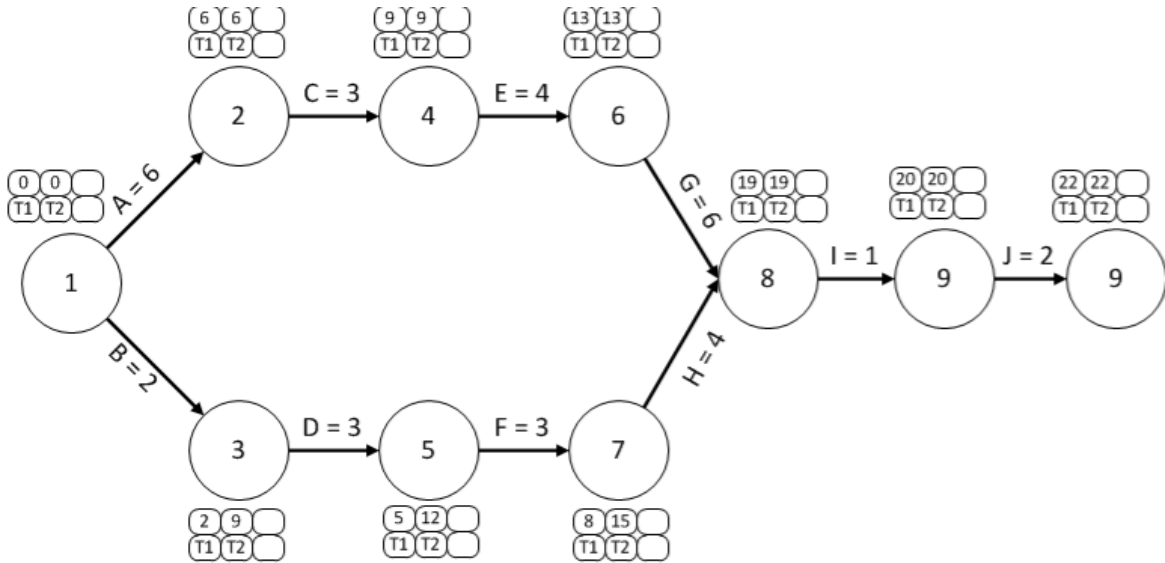 6 6
T1 T2
9 9
T1 T2
13 13
T1 T2
2
C = 3
4
E = 4
6
0 0
T1 T2
A = 6
G = 6
19 19
T1 T2
20 20
T1 T2
22 22
T1 T2
1
8
I = 1
9
J = 2
9
B = 2
H = 4
3
D = 3
5
F = 3
7
2 9
T1 T2
5 12
T1 T2
8 15
T1 T2